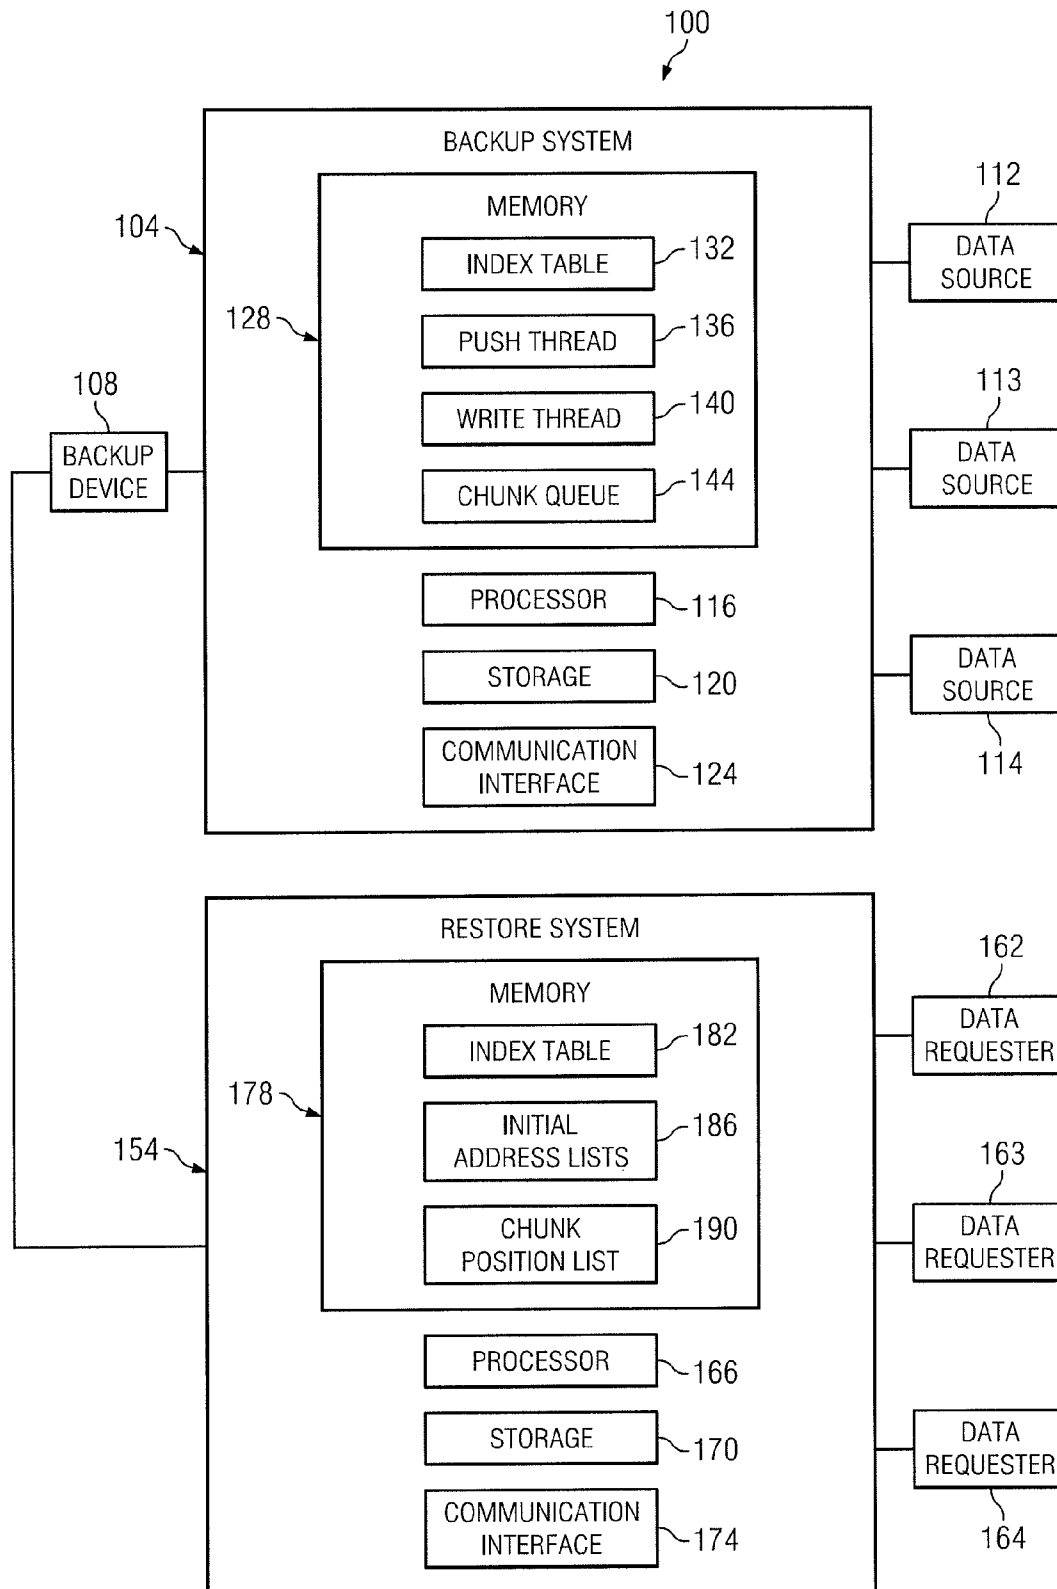 100
BACKUP SYSTEM
MEMORY
104
INDEX TABLE
132
128
PUSH THREAD
136
WRITE THREAD
140
CHUNK QUEUE
144
PROCESSOR
116
STORAGE
120
COMMUNICATION
INTERFACE
124
108
BACKUP
DEVICE
112
DATA
SOURCE
113
DATA
SOURCE
DATA
SOURCE
114
RESTORE SYSTEM
MEMORY
INDEX TABLE
182
178
INITIAL
ADDRESS LISTS
186
154
CHUNK
POSITION LIST
190
PROCESSOR
166
STORAGE
170
COMMUNICATION
INTERFACE
174
162
DATA
REQUESTER
163
DATA
REQUESTER
DATA
REQUESTER
164